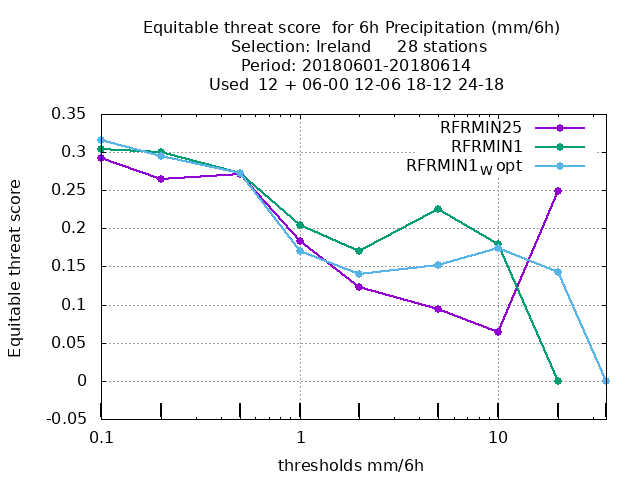 Equitable threat score for 6h Precipitation (mm/6h)
Selection: Ireland 28 stations
Period: 20180601-20180614
Used 12 + 06-00 12-06 18-12 24-18
RFRMIN25
RFRMIN1
RFRMIN1W opt
Equitable threat score
0.35
0.3
0.25
0.2
0.15
0.1
0.05
0
-0.05
0.1 1 10
thresholds mm/6h